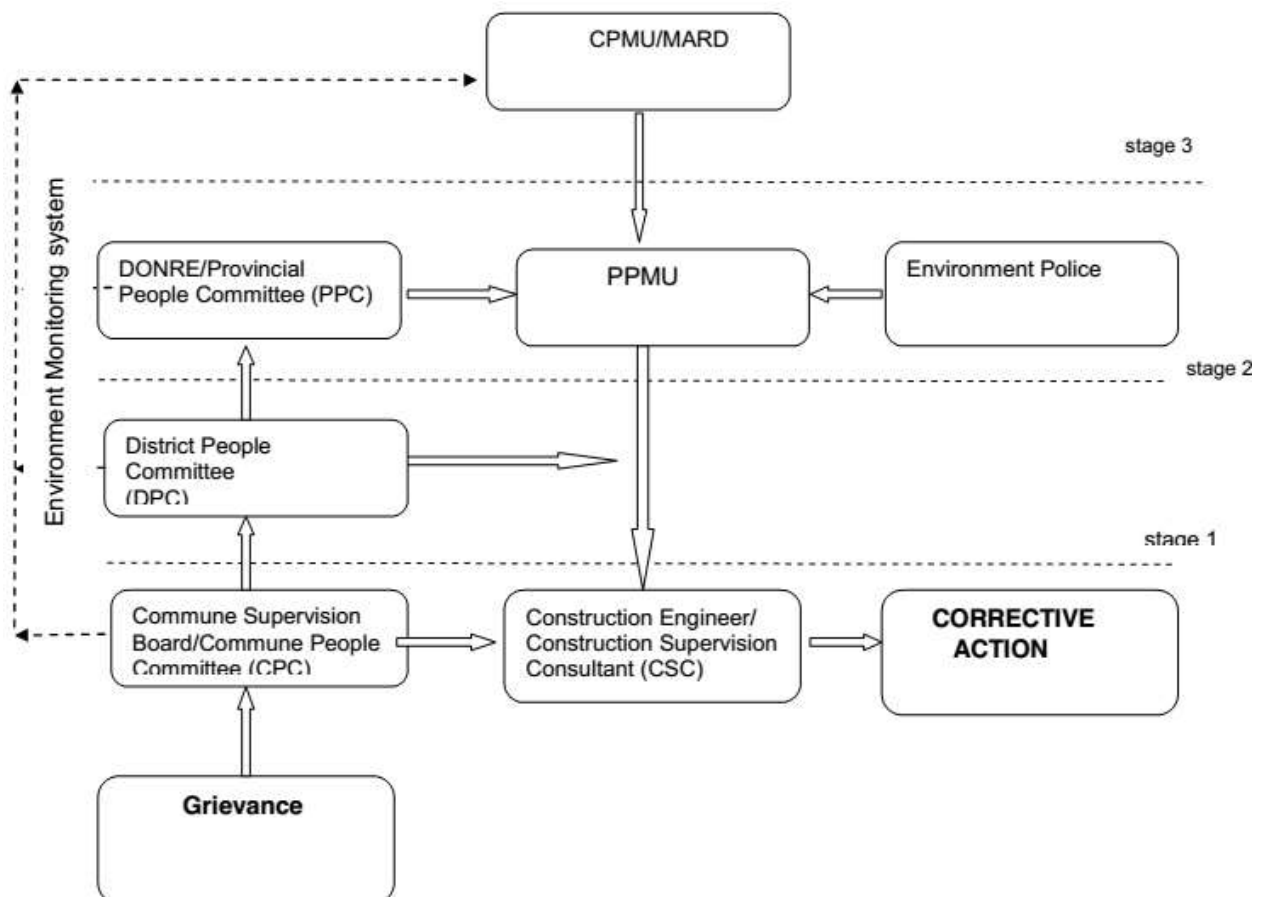 CPMU/MARD
stage 3
Environment Monitoring system
DONRE/Provincial
People Committee (PPC)
PPMU
Environment Police
stage 2
District People
Committee
(DPC)
stage 1
Commune Supervision
Board/Commune People
Committee (CPC)
Construction Engineer/
Construction Supervision
Consultant (CSC)
CORRECTIVE
ACTION
Grievance